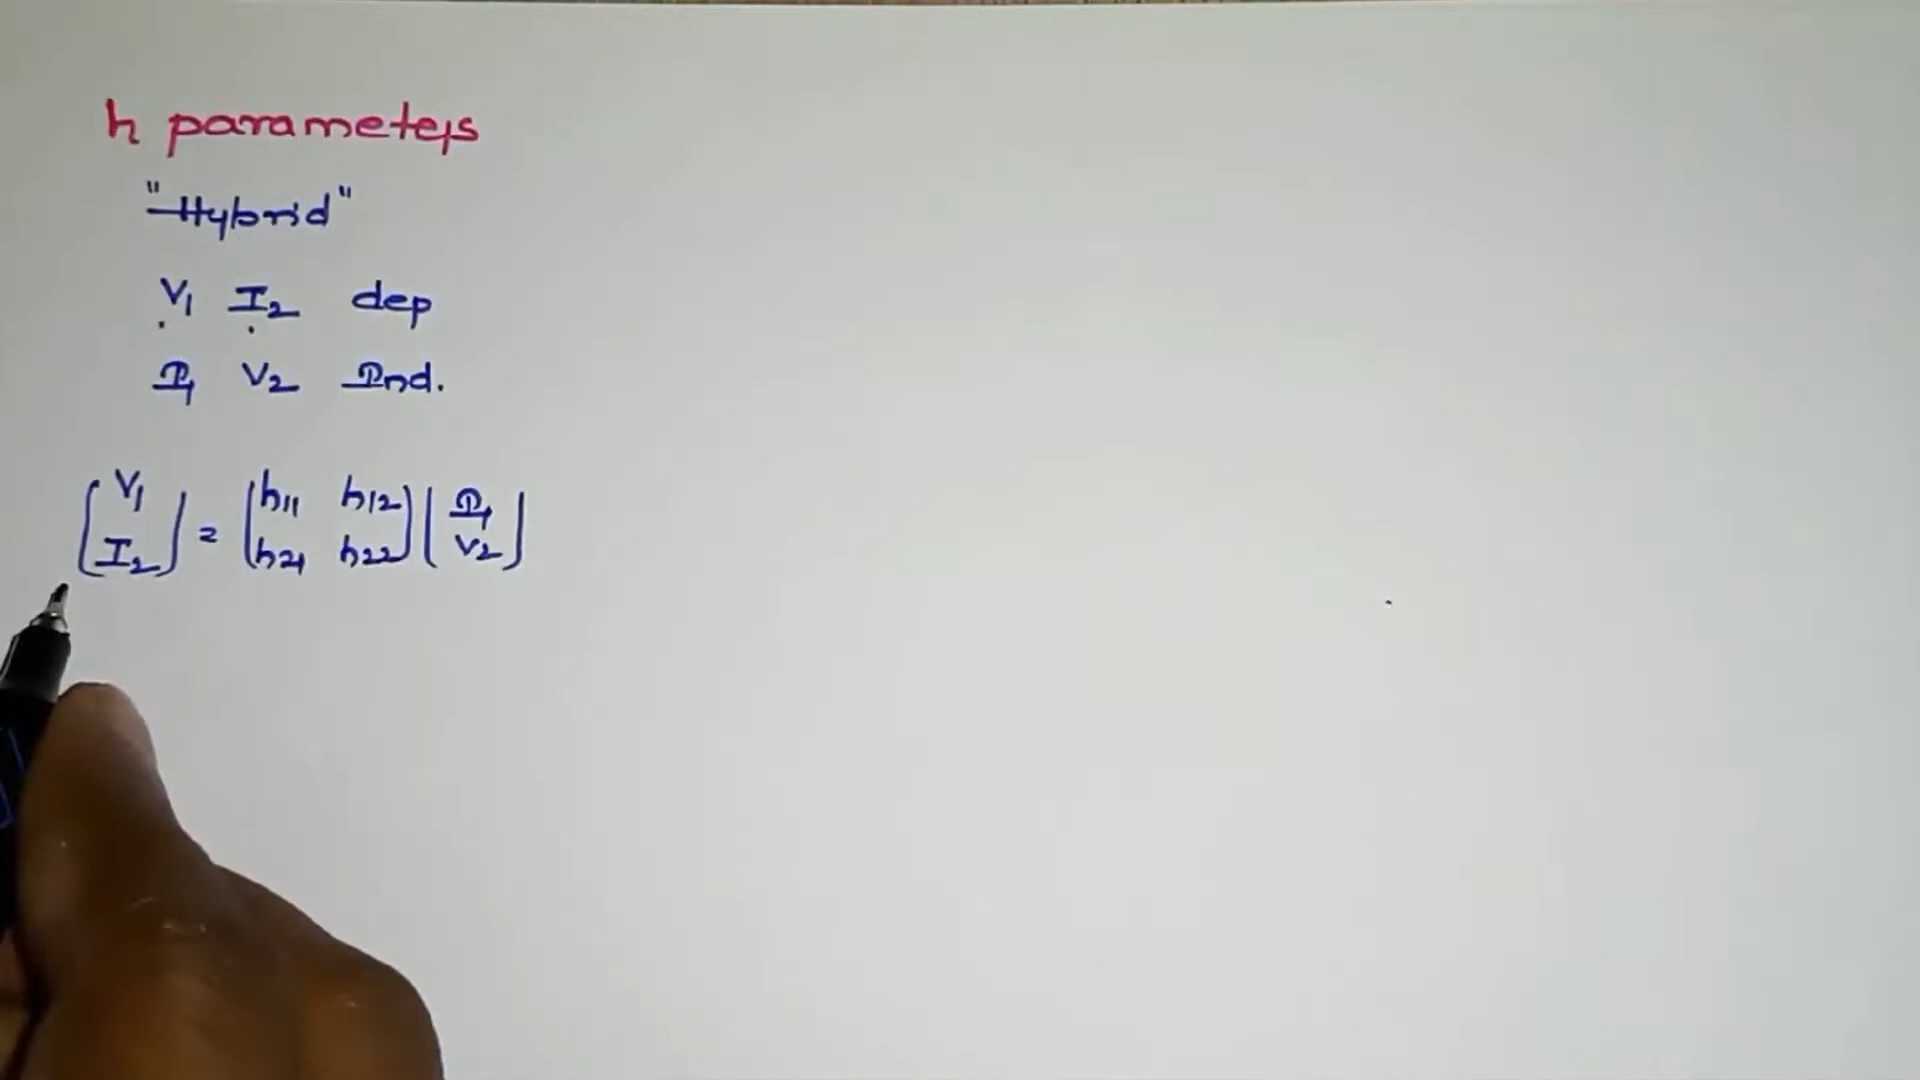 h parameters
"Hybrid"
V1 I2 dep
I1 V2 Ind.
[V1 I2] = [h11 h12 h21 h22] [I1 V2]